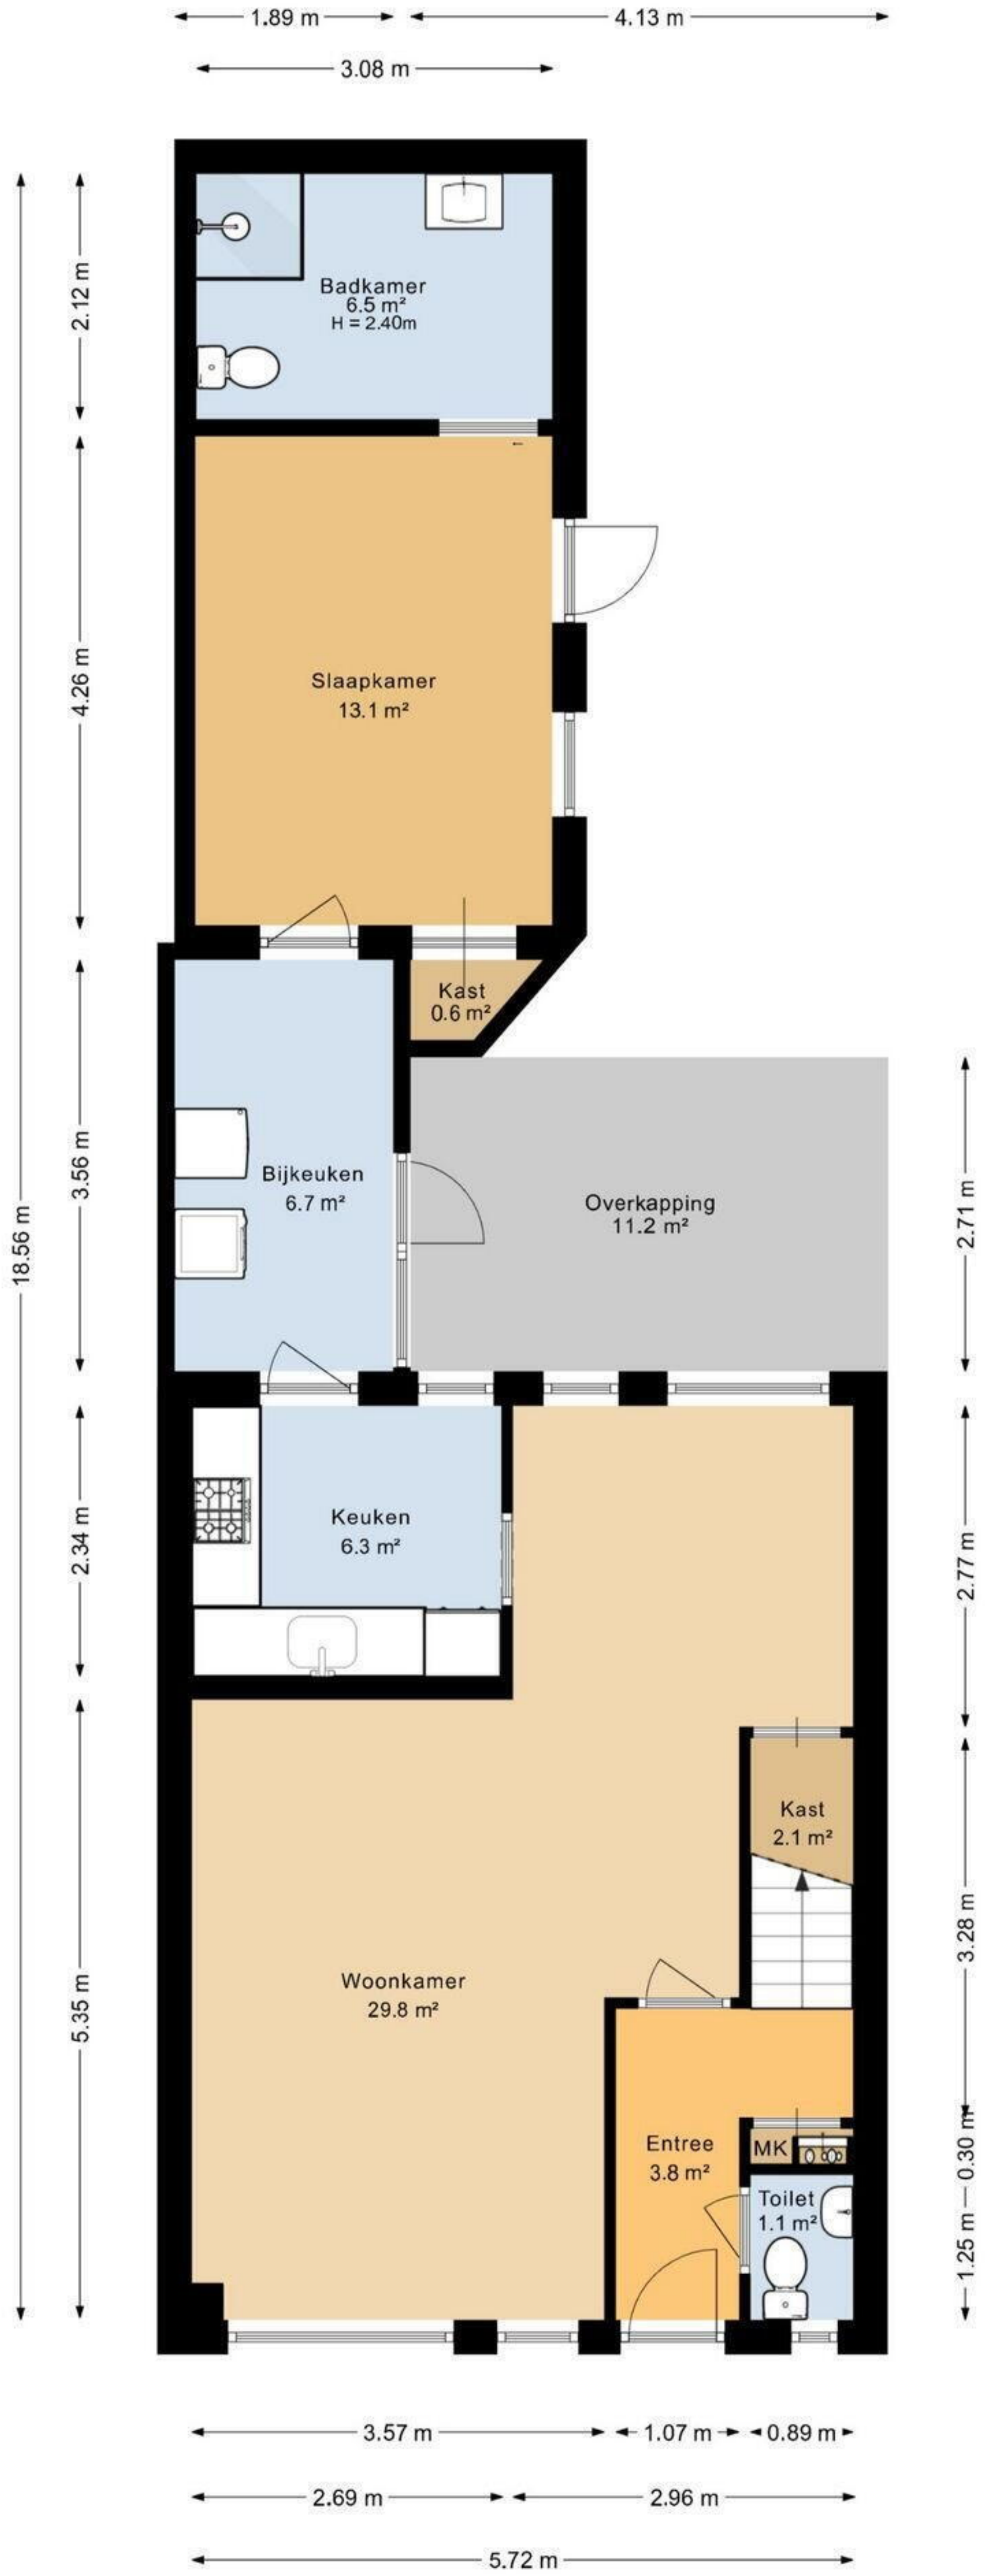 1.89 m
4.13 m
3.08 m
2.12 m
Badkamer
6.5 m²
H = 2.40m
4.26 m
Slaapkamer
13.1 m²
18.56 m
Kast
0.6 m²
3.56 m
Bijkeuken
6.7 m²
Overkapping
11.2 m²
2.71 m
2.34 m
Keuken
6.3 m²
2.77 m
Kast
2.1 m²
3.28 m
5.35 m
Woonkamer
29.8 m²
Entree
3.8 m²
MK
0.30 m
Toilet
1.1 m²
1.25 m
3.57 m
1.07 m
0.89 m
2.69 m
2.96 m
5.72 m